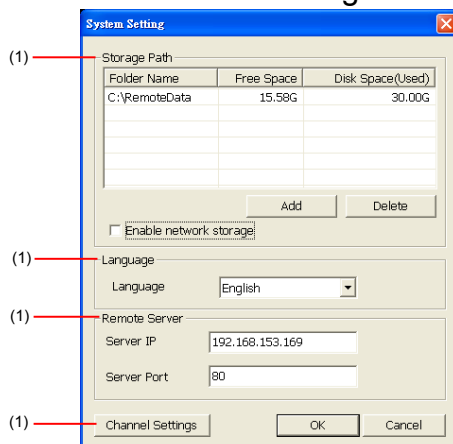 System Setting
(1) Storage Path
Folder Name Free Space Disk Space(Used)
C:\RemoteData 15.58G 30.00G
Add Delete
Enable network storage
(1) Language
Language English
(1) Remote Server
Server IP 192.168.153.169
Server Port 80
(1) Channel Settings OK Cancel